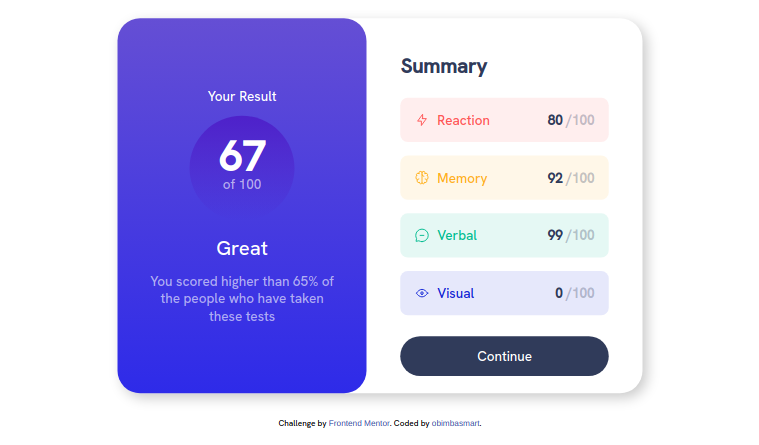 Your Result
67
of 100
Great
You scored higher than 65% of
the people who have taken
these tests
Summary
Reaction 80 /100
Memory 92 /100
Verbal 99 /100
Visual 0 /100
Continue
Challenge by Frontend Mentor. Coded by obimbasmart.